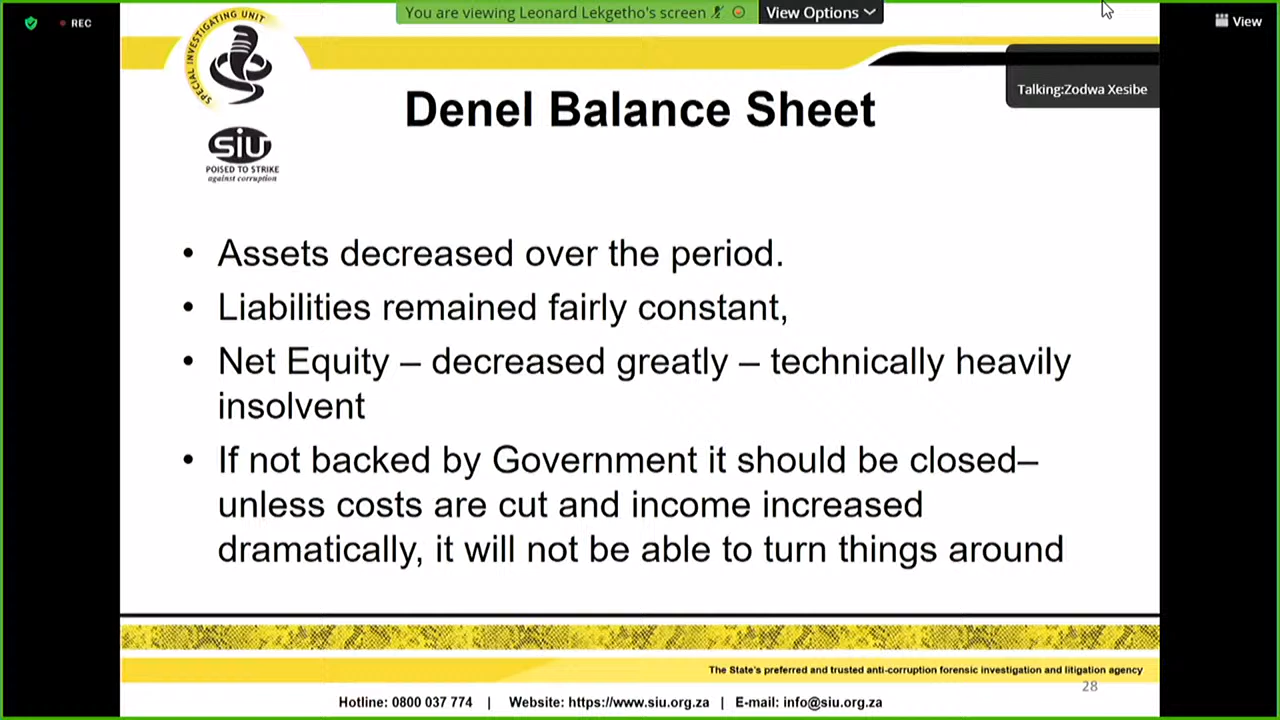 REC
You are viewing Leonard Lekgetho's screen
View Options
View
SPECIAL INVESTIGATING UNIT
Talking:Zodwa Xesibe
Denel Balance Sheet
SIU
POISED TO STRIKE
against corruption
• Assets decreased over the period.
• Liabilities remained fairly constant,
• Net Equity – decreased greatly – technically heavily
insolvent
• If not backed by Government it should be closed–
unless costs are cut and income increased
dramatically, it will not be able to turn things around
The State's preferred and trusted anti-corruption forensic investigation and litigation agency
28
Hotline: 0800 037 774 | Website: https://www.siu.org.za | E-mail: info@siu.org.za